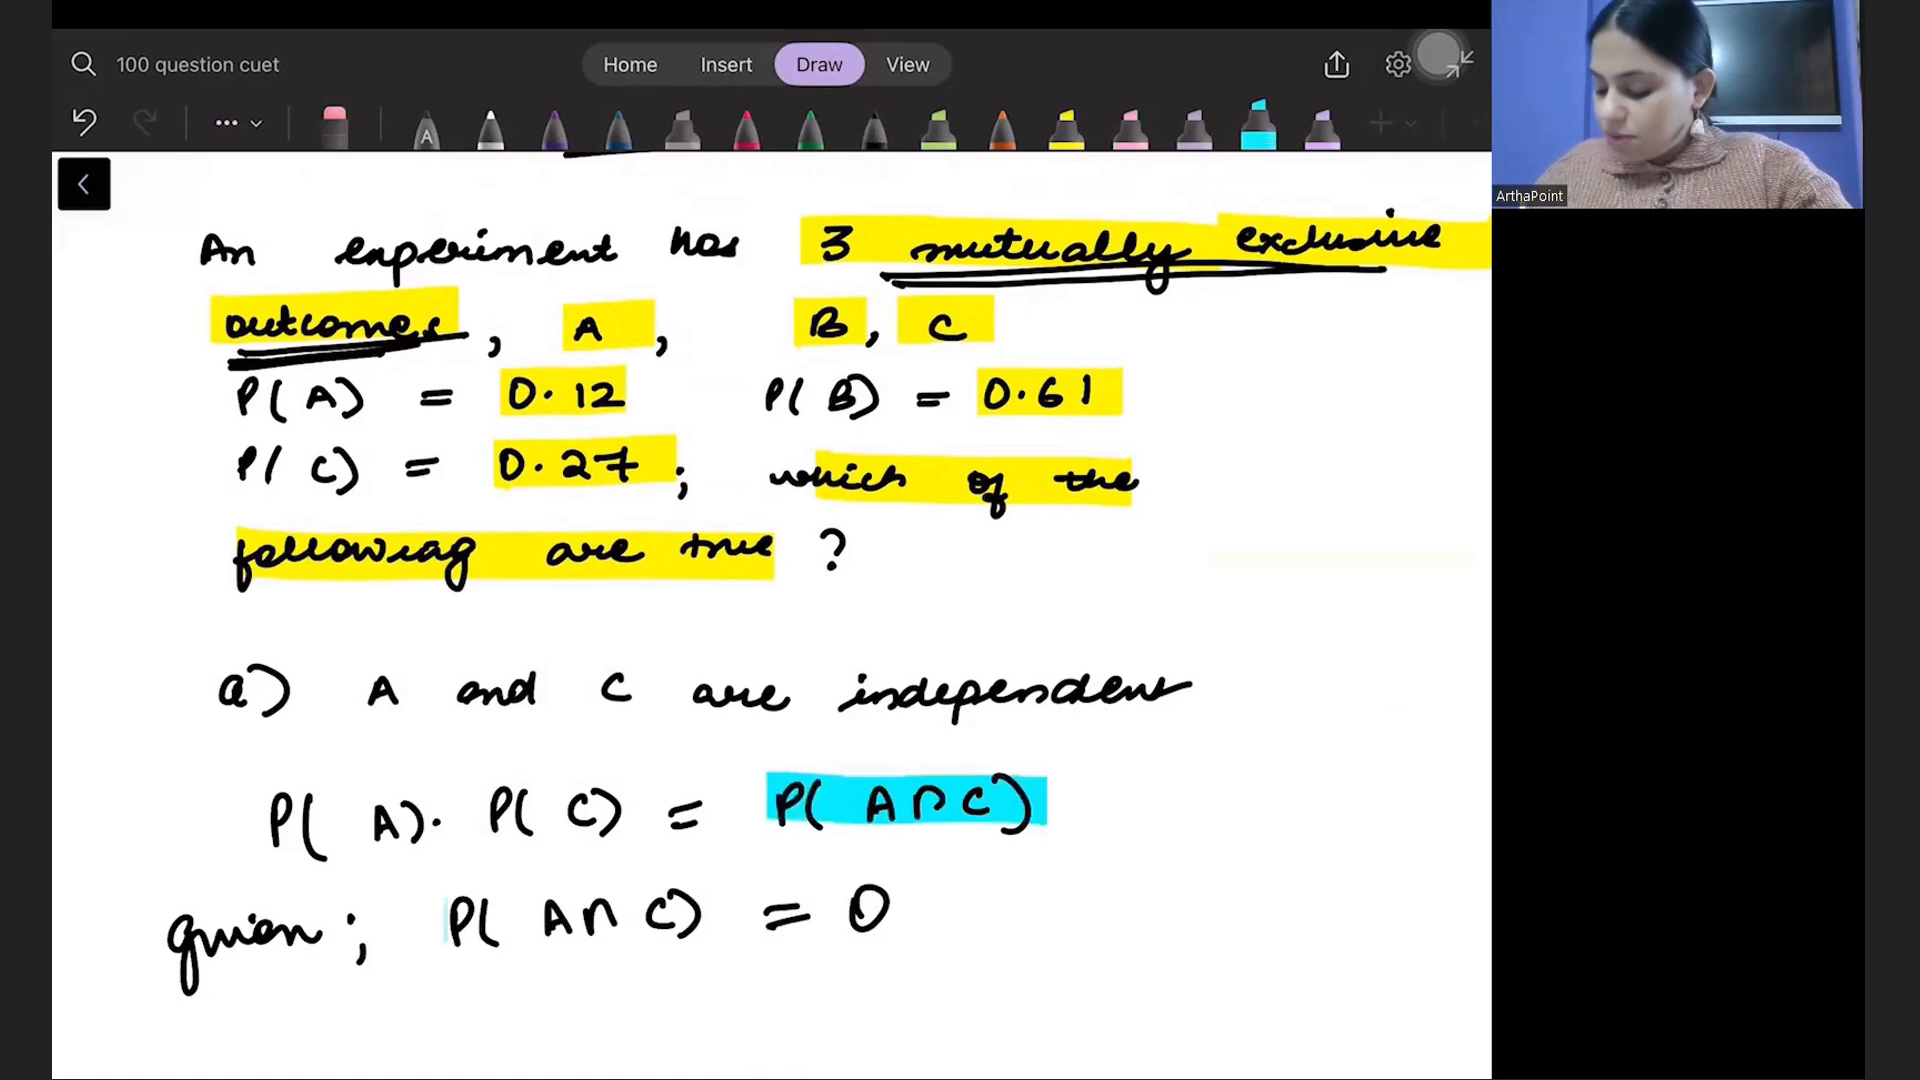 100 question cuet
Home Insert Draw View
A
ArthaPoint
An experiment has 3 mutually exclusive
outcomes, A, B, C
P(A) = 0.12 P(B) = 0.61
P(C) = 0.27; which of the
following are true?
a) A and C are independent
P(A). P(C) = P(A∩C)
given; P(A∩C) = 0